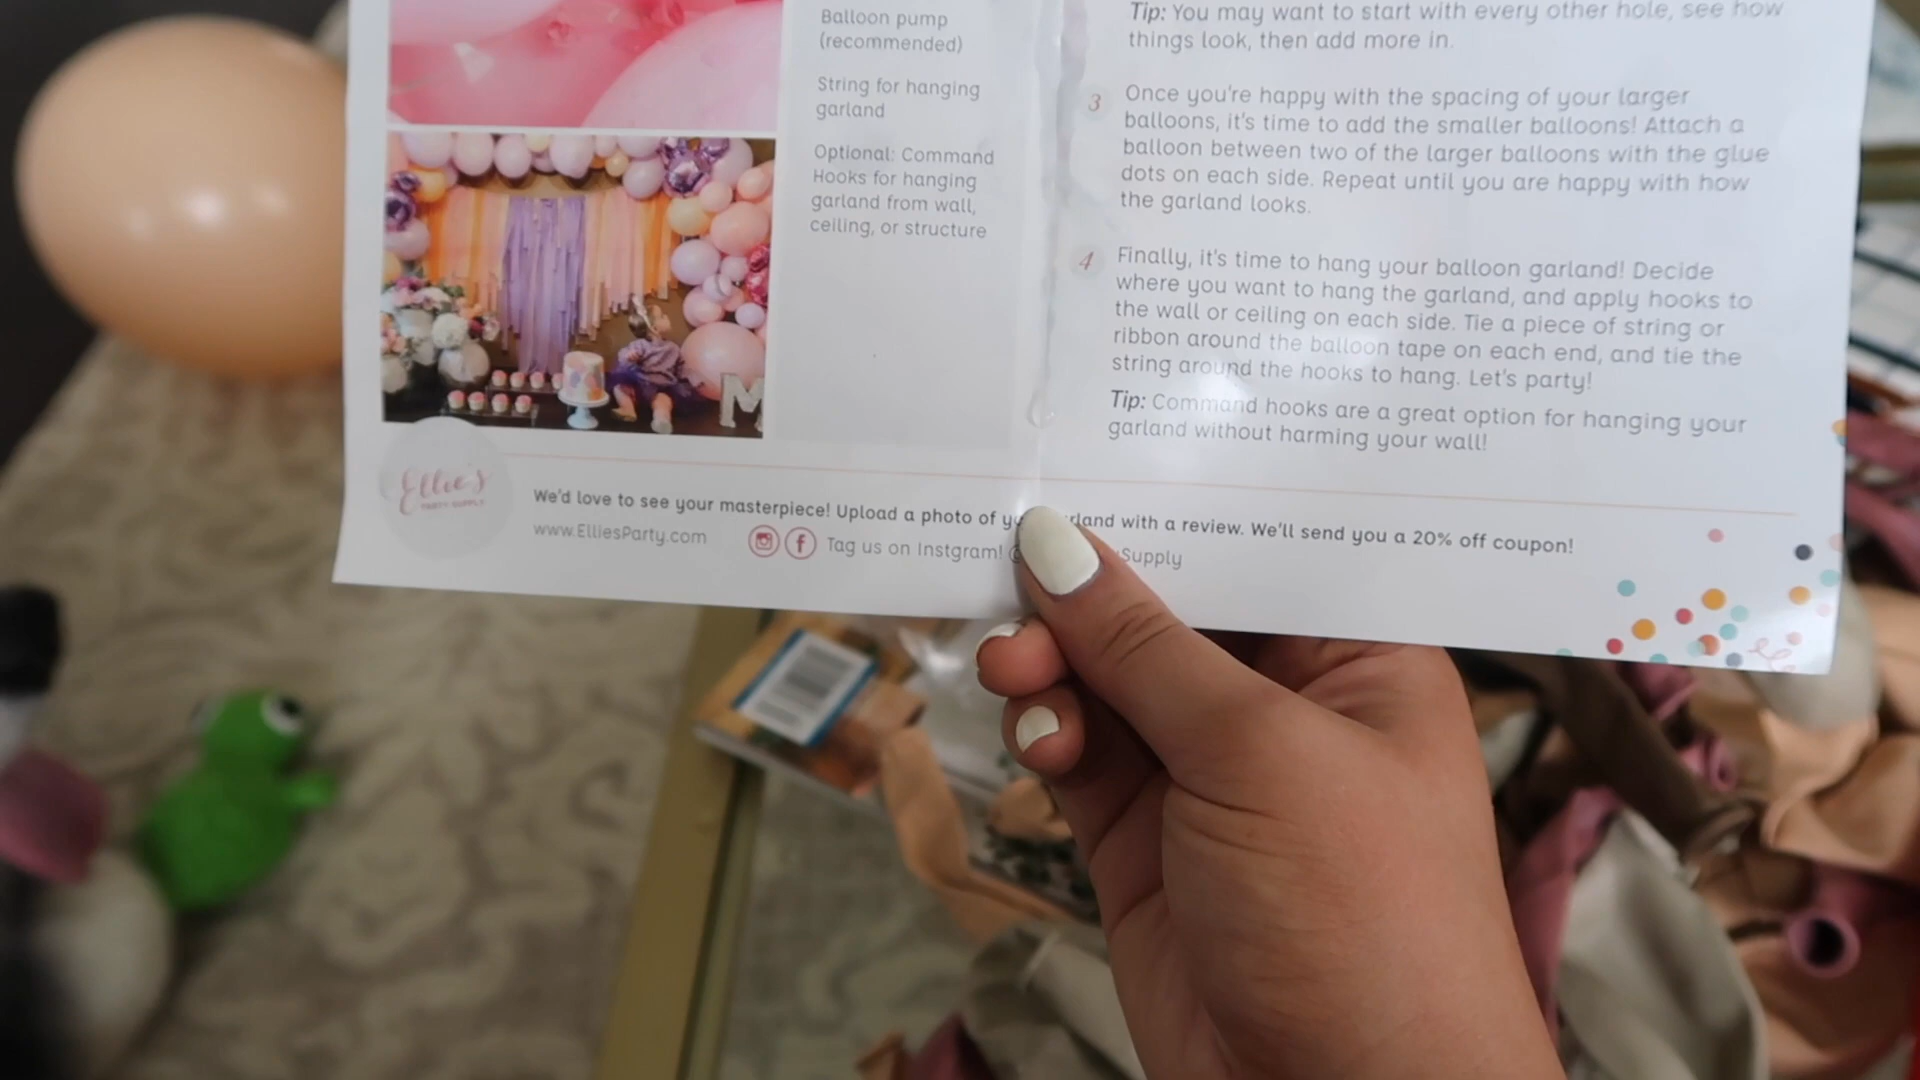 Balloon pump
(recommended)
String for hanging
garland
Optional: Command
Hooks for hanging
garland from wall,
ceiling, or structure
Tip: You may want to start with every other hole, see how
things look, then add more in.
3
Once you're happy with the spacing of your larger
balloons, it's time to add the smaller balloons! Attach a
balloon between two of the larger balloons with the glue
dots on each side. Repeat until you are happy with how
the garland looks.
4
Finally, it's time to hang your balloon garland! Decide
where you want to hang the garland, and apply hooks to
the wall or ceiling on each side. Tie a piece of string or
ribbon around the balloon tape on each end, and tie the
string around the hooks to hang. Let's party!
Tip: Command hooks are a great option for hanging your
garland without harming your wall!
M
Ellie's
PARTY SUPPLY
We'd love to see your masterpiece! Upload a photo of with a review. We'll send you a 20% off coupon!
www.ElliesParty.com
Tag us on Instgram! Supply